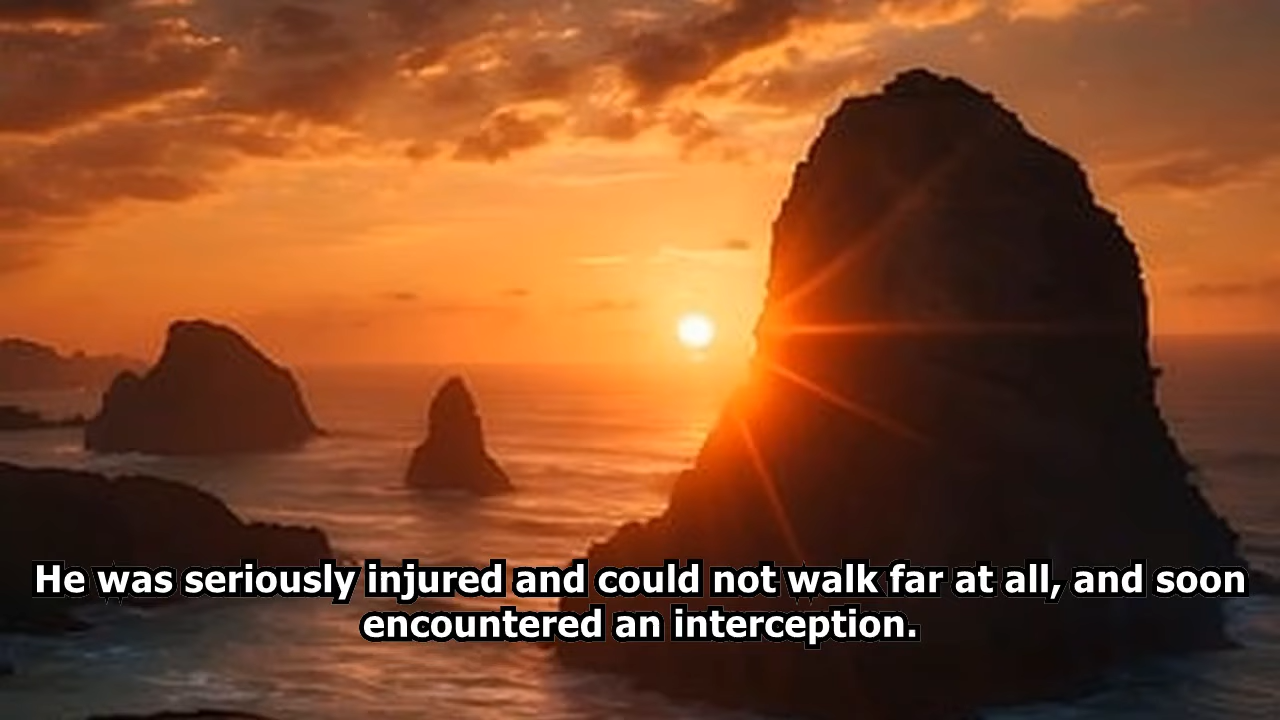 He was seriously injured and could not walk far at all, and soon
encountered an interception.